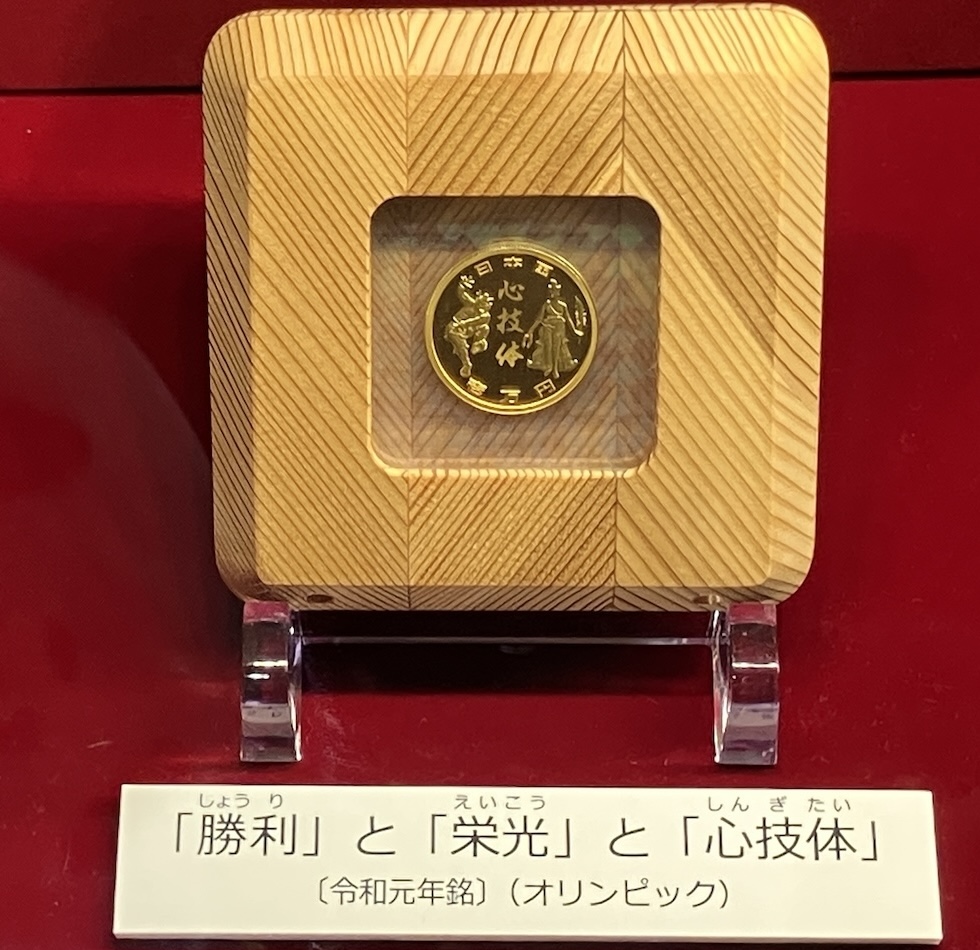 日本国
心
技
体
壱万円
しょう り えいこう しん ぎ たい
「勝利」と「栄光」と「心技体」
〔令和元年銘〕（オリンピック）